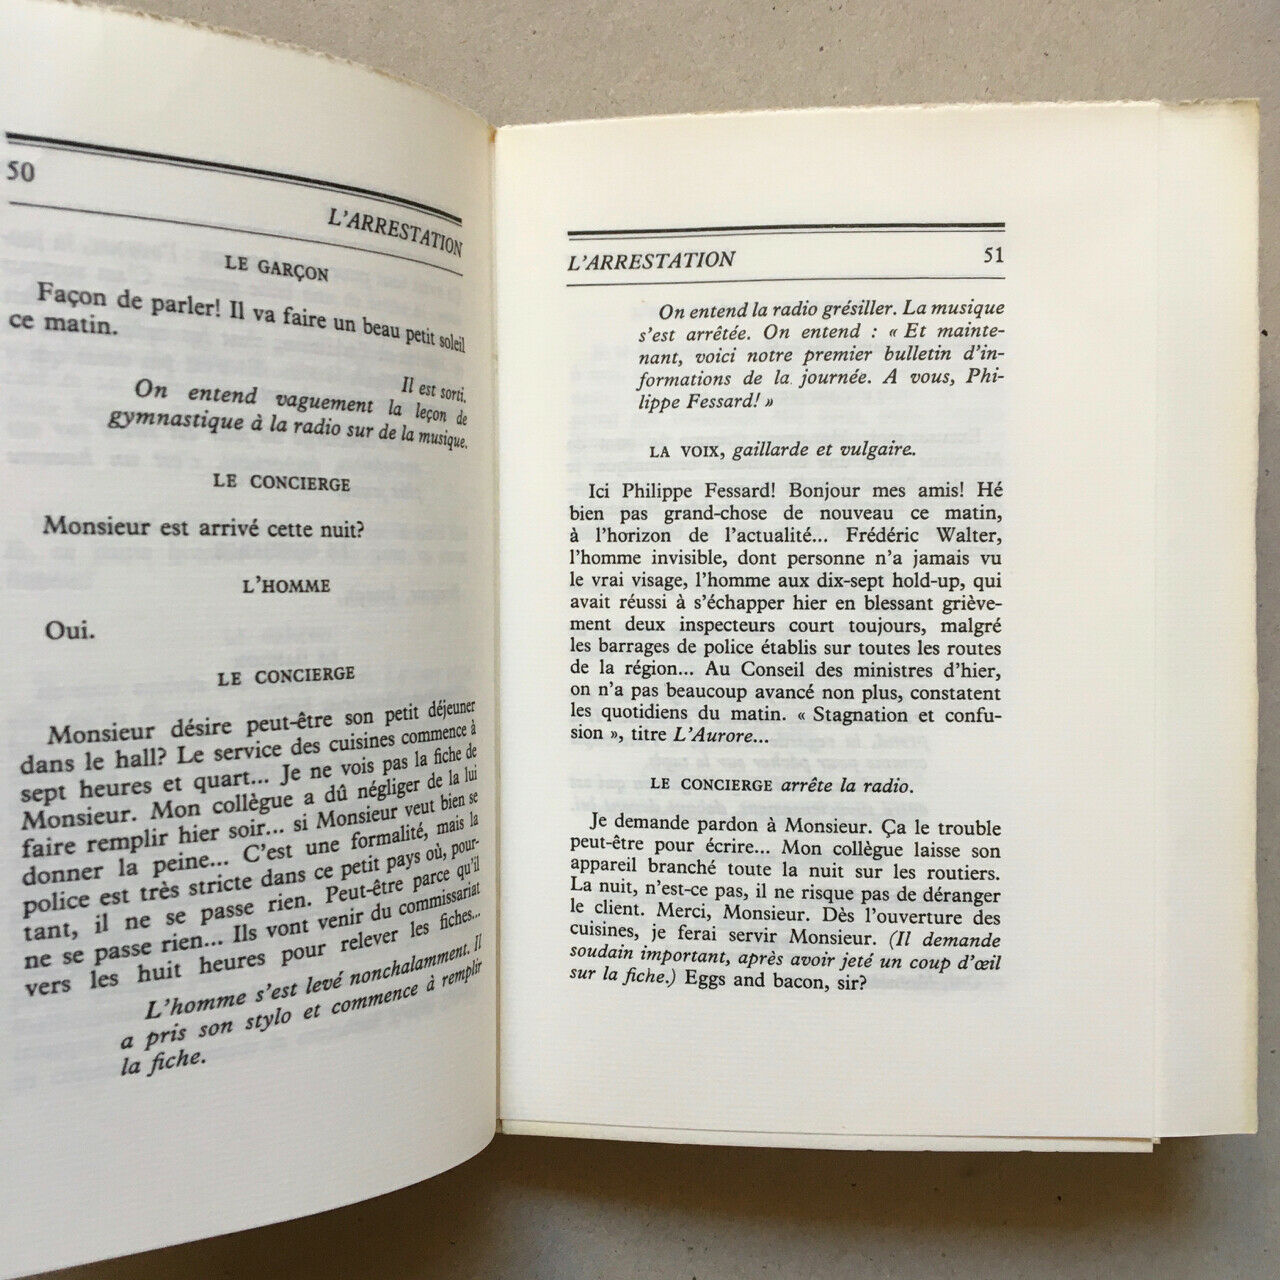 50
L'ARRESTATION
LE GARÇON
Façon de parler! Il va faire un beau petit soleil
ce matin.
Il est sorti.
On entend vaguement la leçon de
gymnastique à la radio sur de la musique.
LE CONCIERGE
Monsieur est arrivé cette nuit?
L'HOMME
Oui.
LE CONCIERGE
Monsieur désire peut-être son petit déjeuner
dans le hall? Le service des cuisines commence à
sept heures et quart... Je ne vois pas la fiche de
Monsieur. Mon collègue a dû négliger de la lui
faire remplir hier soir... si Monsieur veut bien se
donner la peine... C'est une formalité, mais la
police est très stricte dans ce petit pays où, pour-
tant, il ne se passe rien. Peut-être parce qu'il
ne se passe rien... Ils vont venir du commissariat
vers les huit heures pour relever les fiches...
L'homme s'est levé nonchalamment. Il
a pris son stylo et commence à remplir
la fiche.
L'ARRESTATION 51
On entend la radio grésiller. La musique
s'est arrêtée. On entend : « Et mainte-
nant, voici notre premier bulletin d'in-
formations de la journée. A vous, Phi-
lippe Fessard! »
LA VOIX, gaillarde et vulgaire.
Ici Philippe Fessard! Bonjour mes amis! Hé
bien pas grand-chose de nouveau ce matin,
à l'horizon de l'actualité... Frédéric Walter,
l'homme invisible, dont personne n'a jamais vu
le vrai visage, l'homme aux dix-sept hold-up, qui
avait réussi à s'échapper hier en blessant griève-
ment deux inspecteurs court toujours, malgré
les barrages de police établis sur toutes les routes
de la région... Au Conseil des ministres d'hier,
on n'a pas beaucoup avancé non plus, constatent
les quotidiens du matin. « Stagnation et confu-
sion », titre L'Aurore...
LE CONCIERGE arrête la radio.
Je demande pardon à Monsieur. Ça le trouble
peut-être pour écrire... Mon collègue laisse son
appareil branché toute la nuit sur les routiers.
La nuit, n'est-ce pas, il ne risque pas de déranger
le client. Merci, Monsieur. Dès l'ouverture des
cuisines, je ferai servir Monsieur. (Il demande
soudain important, après avoir jeté un coup d'œil
sur la fiche.) Eggs and bacon, sir?